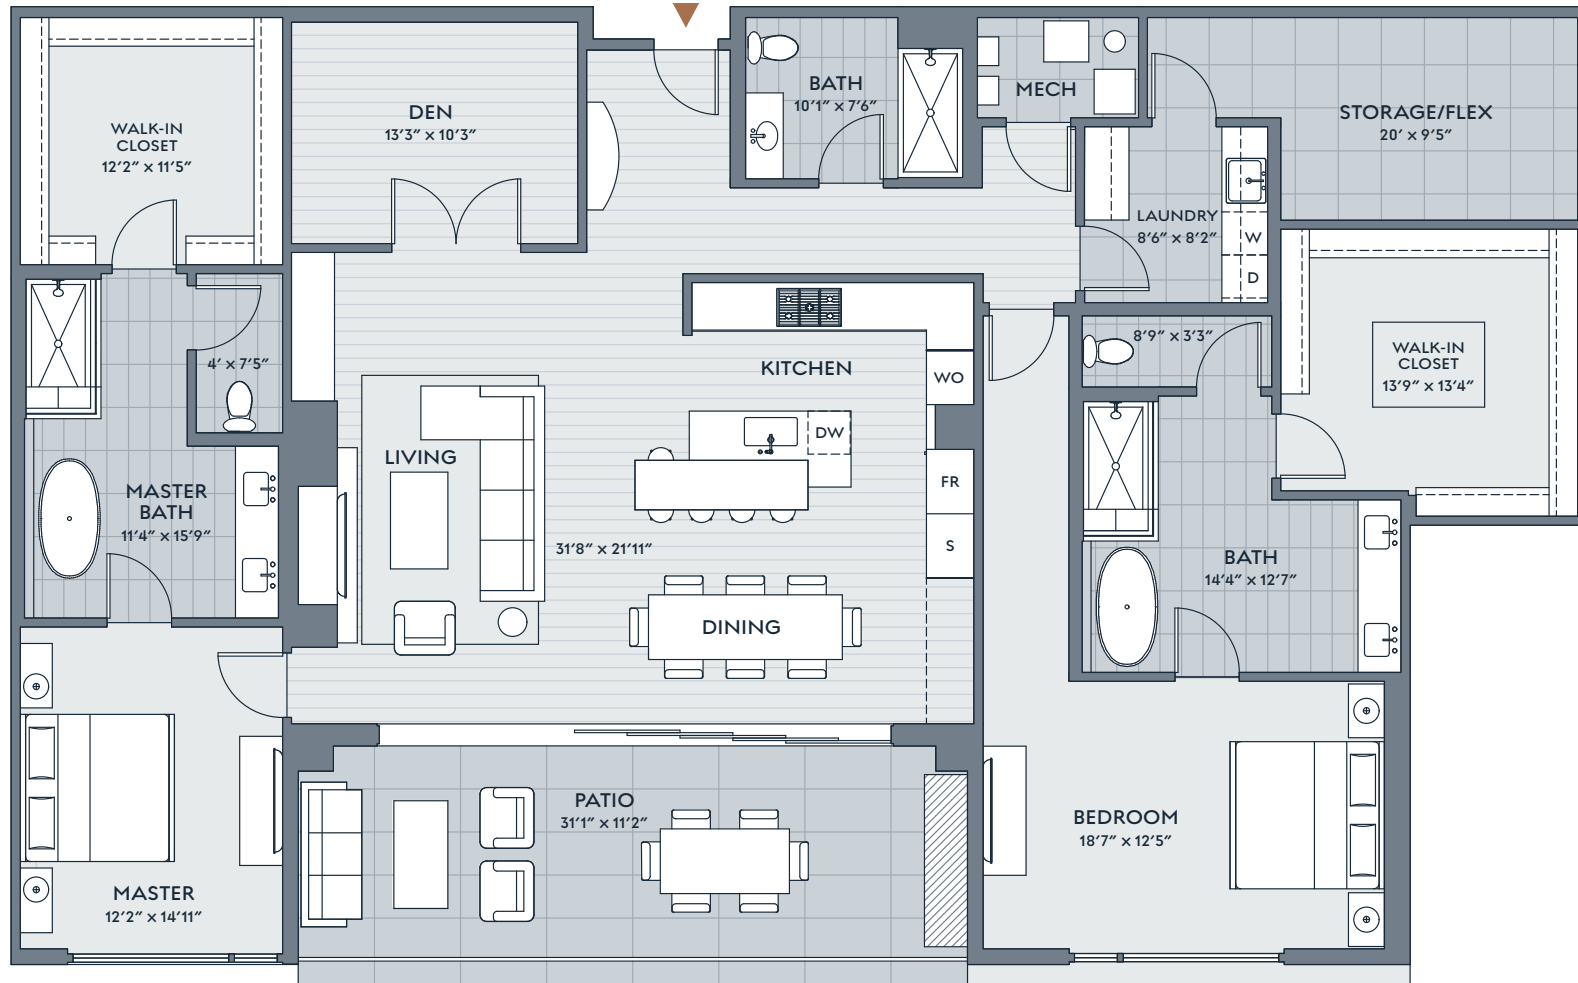 WALK-IN
CLOSET
12′2″ x 11′5″
DEN
13′3″ x 10′3″
BATH
10′1″ x 7′6″
MECH
STORAGE/FLEX
20′ x 9′5″
LAUNDRY
8′6″ x 8′2″
W
D
4′ x 7′5″
8′9″ x 3′3″
KITCHEN
WO
WALK-IN
CLOSET
13′9″ x 13′4″
DW
LIVING
FR
MASTER
BATH
11′4″ x 15′9″
31′8″ x 21′11″
S
BATH
14′4″ x 12′7″
DINING
PATIO
31′1″ x 11′2″
BEDROOM
18′7″ x 12′5″
MASTER
12′2″ x 14′11″